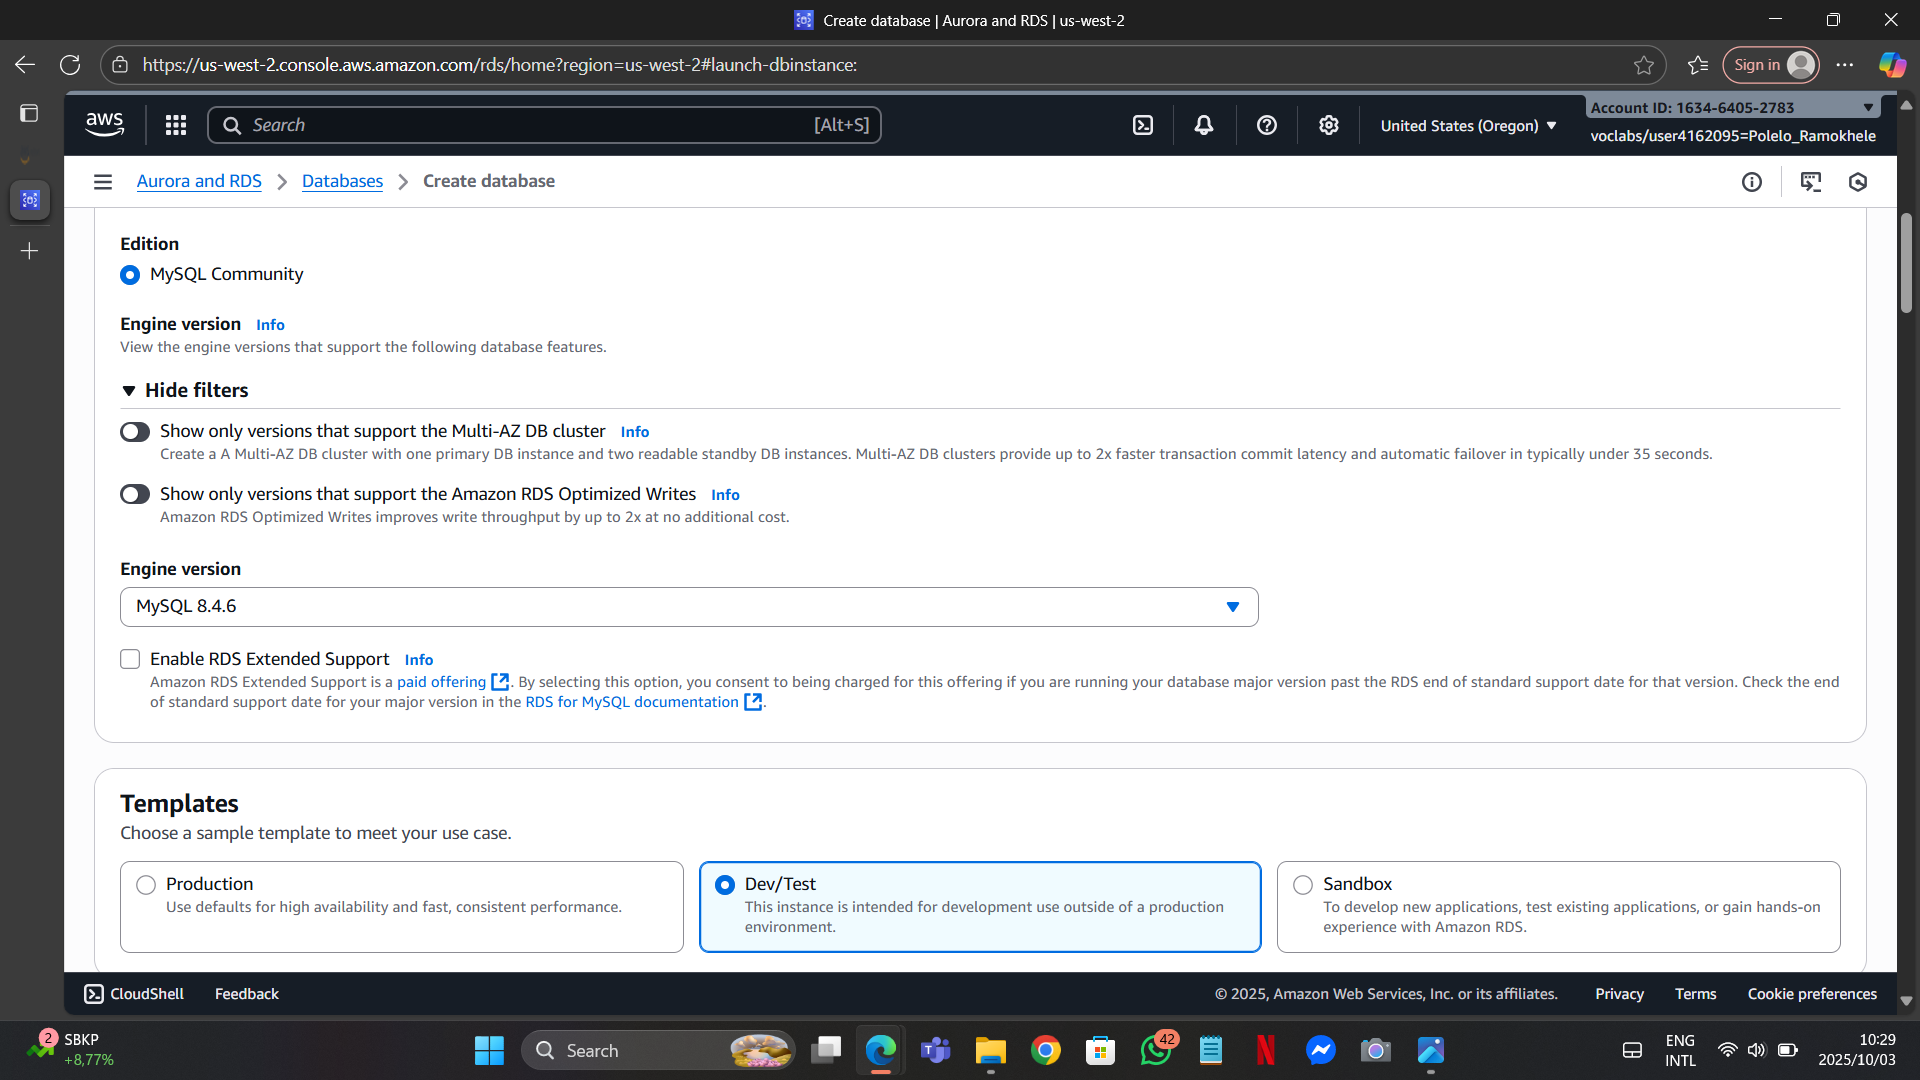 Create database | Aurora and RDS | us-west-2
https://us-west-2.console.aws.amazon.com/rds/home?region=us-west-2#launch-dbinstance:
Sign in
aws
Search
[Alt+S]
United States (Oregon)
Account ID: 1634-6405-2783
voclabs/user4162095=Polelo_Ramokhele
Aurora and RDS
Databases
Create database
Edition
MySQL Community
Engine version Info
View the engine versions that support the following database features.
Hide filters
Show only versions that support the Multi-AZ DB cluster Info
Create a A Multi-AZ DB cluster with one primary DB instance and two readable standby DB instances. Multi-AZ DB clusters provide up to 2x faster transaction commit latency and automatic failover in typically under 35 seconds.
Show only versions that support the Amazon RDS Optimized Writes Info
Amazon RDS Optimized Writes improves write throughput by up to 2x at no additional cost.
Engine version
MySQL 8.4.6
Enable RDS Extended Support Info
Amazon RDS Extended Support is a paid offering. By selecting this option, you consent to being charged for this offering if you are running your database major version past the RDS end of standard support date for that version. Check the end
of standard support date for your major version in the RDS for MySQL documentation.
Templates
Choose a sample template to meet your use case.
Production
Use defaults for high availability and fast, consistent performance.
Dev/Test
This instance is intended for development use outside of a production
environment.
Sandbox
To develop new applications, test existing applications, or gain hands-on
experience with Amazon RDS.
CloudShell
Feedback
© 2025, Amazon Web Services, Inc. or its affiliates.
Privacy
Terms
Cookie preferences
2
SBKP
+8,77%
Search
42
ENG
INTL
10:29
2025/10/03